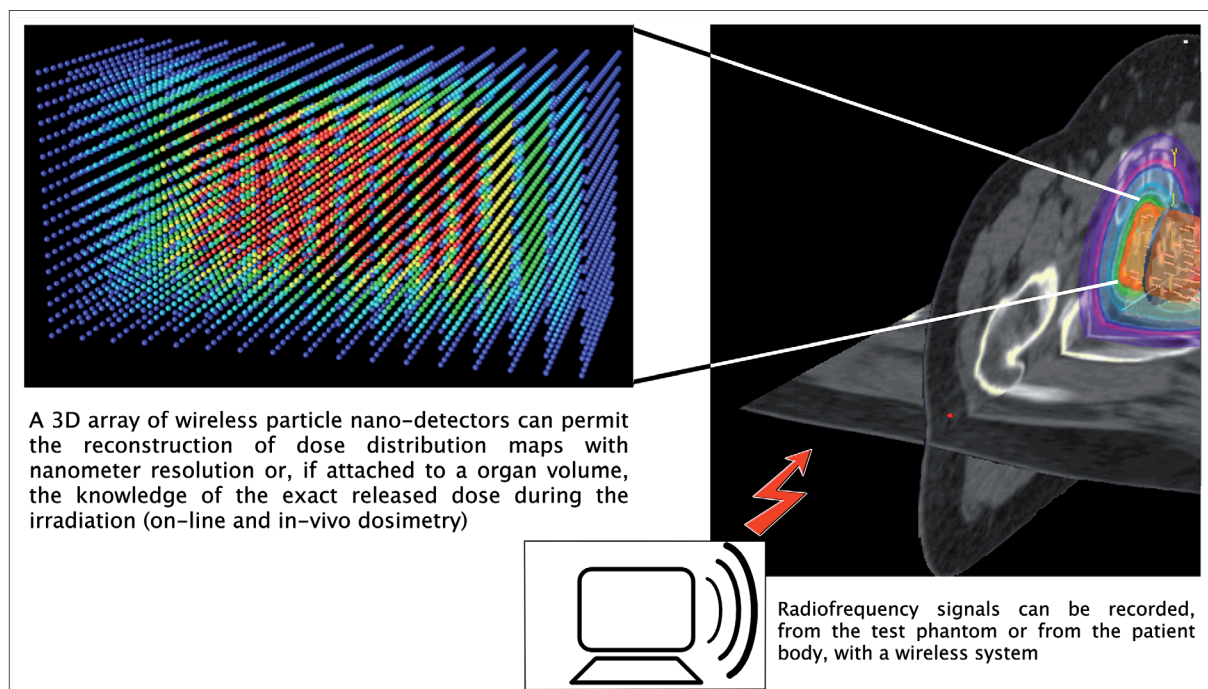 A 3D array of wireless particle nano-detectors can permit
the reconstruction of dose distribution maps with
nanometer resolution or, if attached to a organ volume,
the knowledge of the exact released dose during the
irradiation (on-line and in-vivo dosimetry)
Y
Radiofrequency signals can be recorded,
from the test phantom or from the patient
body, with a wireless system